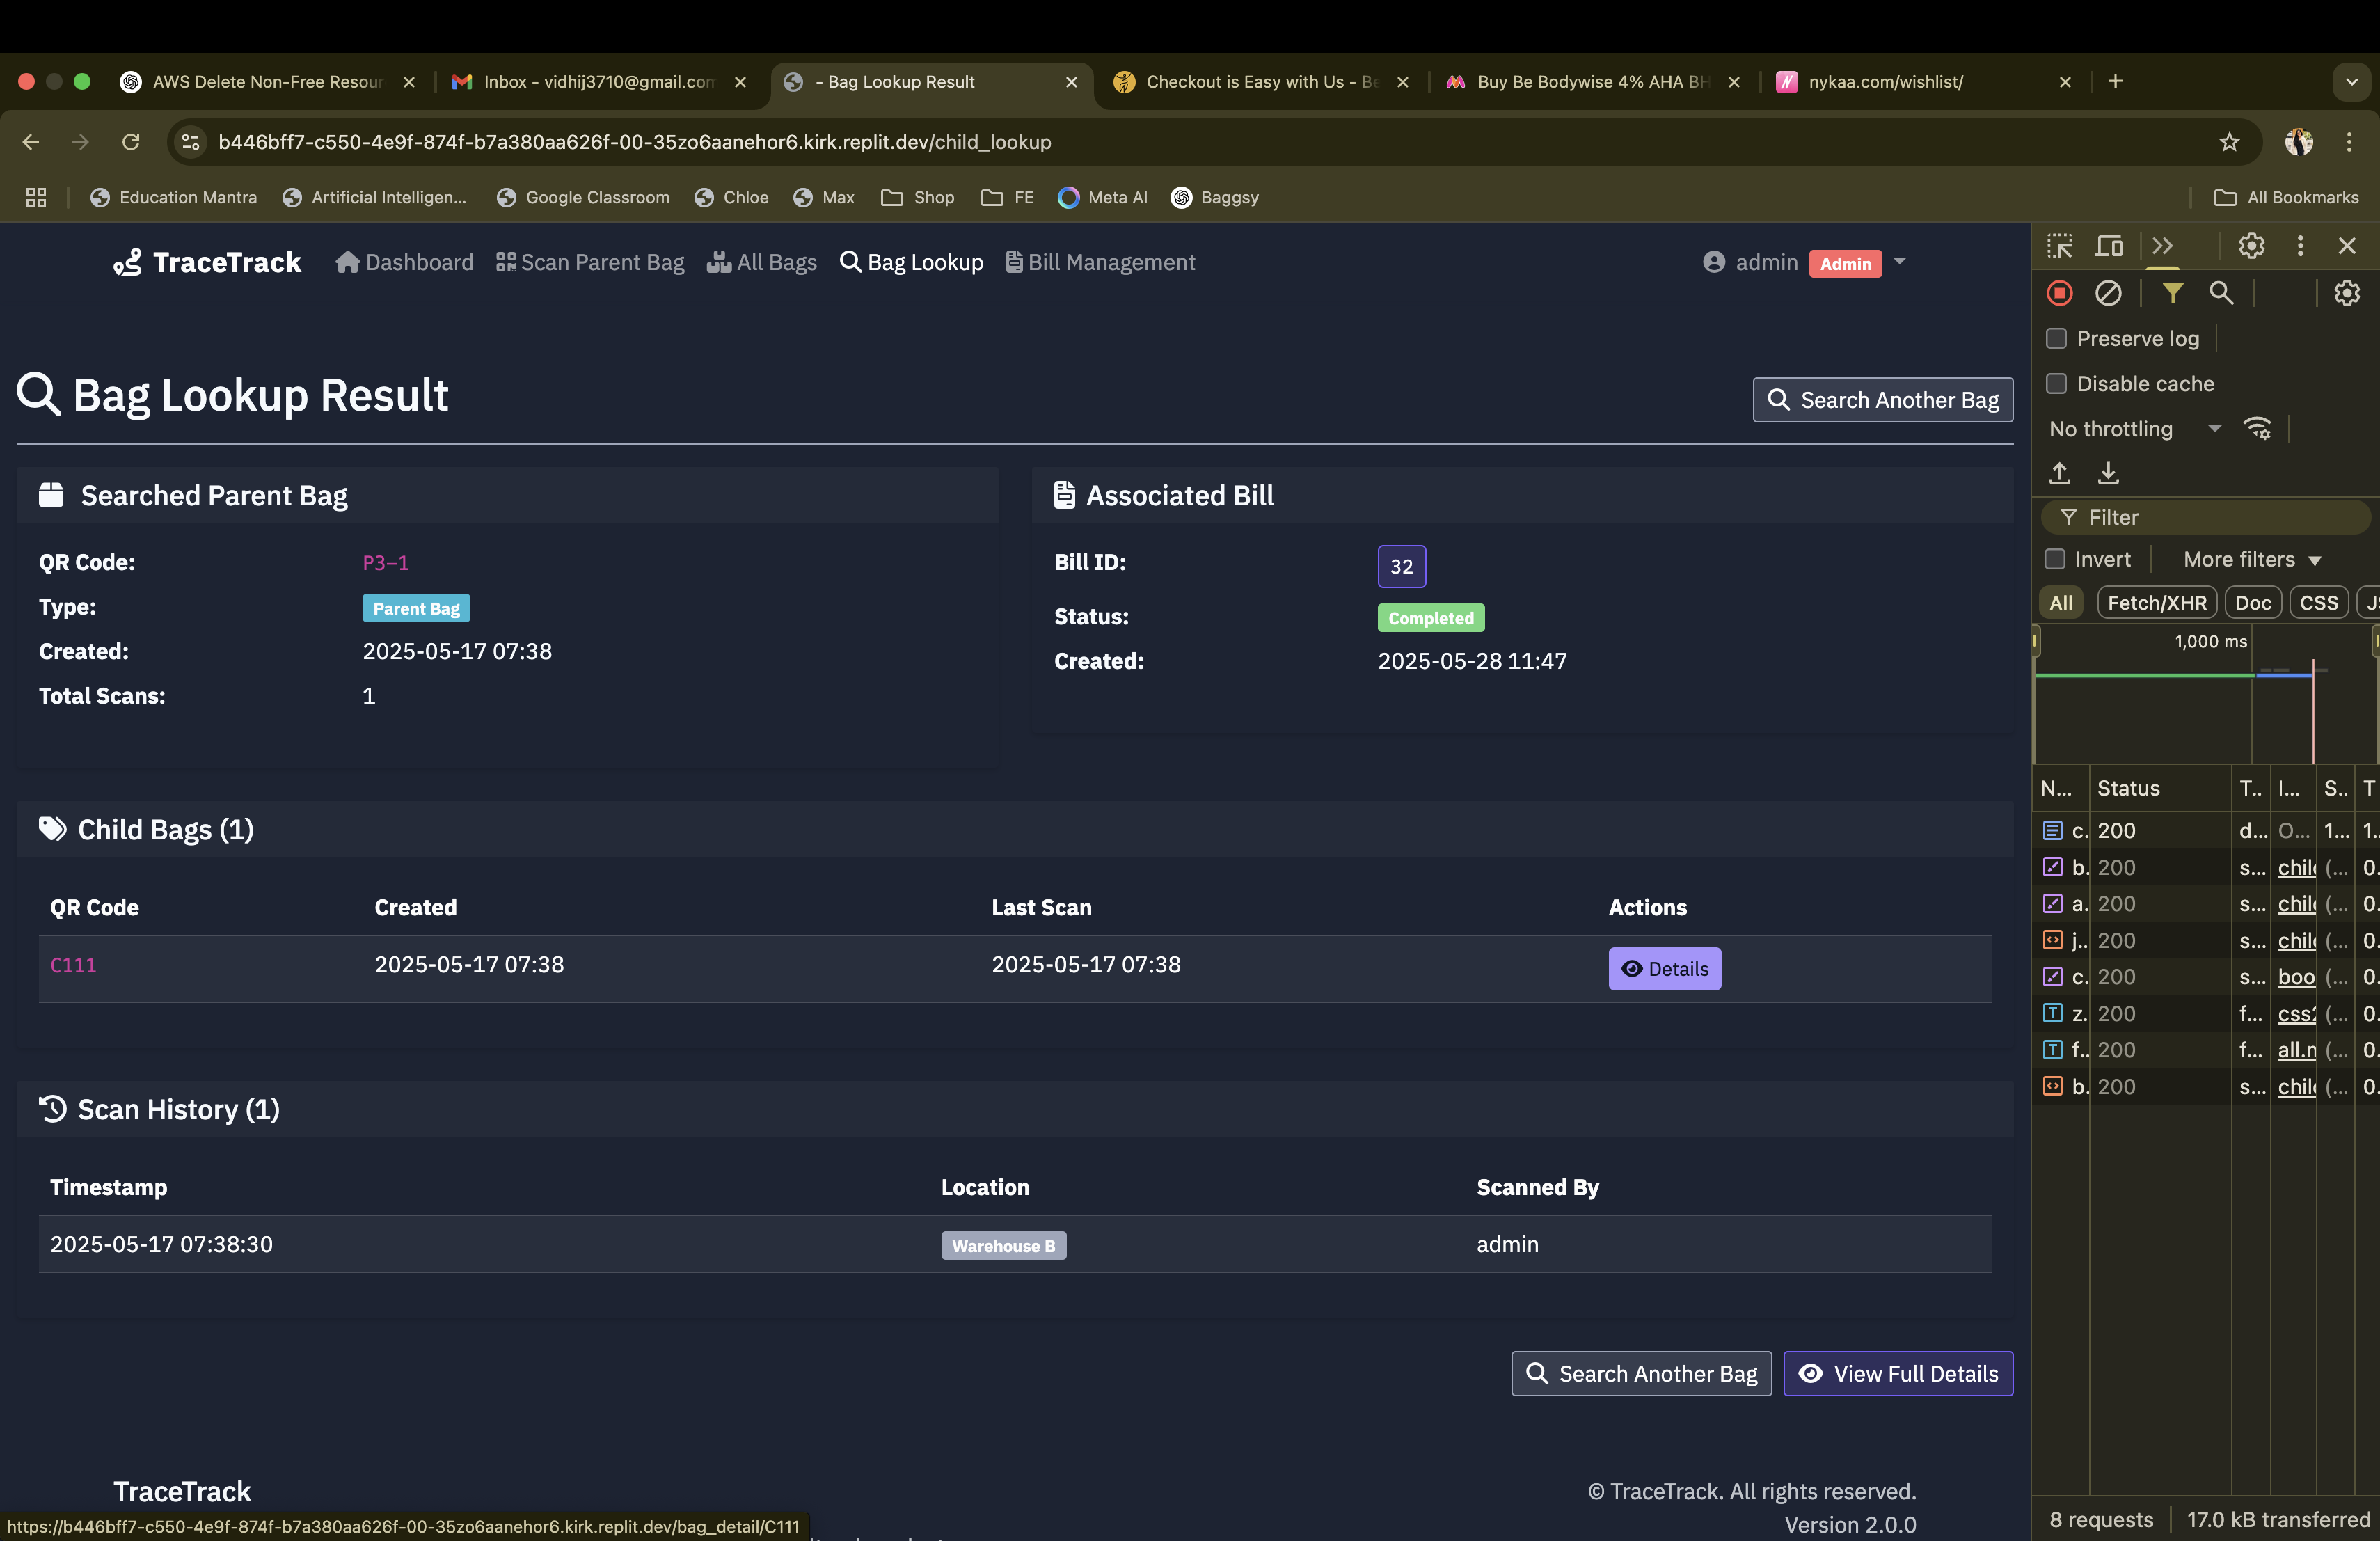 AWS Delete Non-Free Resour
Inbox - vidhij3710@gmail.com
- Bag Lookup Result
Checkout is Easy with Us - Be
Buy Be Bodywise 4% AHA BH
nykaa.com/wishlist/
b446bff7-c550-4e9f-874f-b7a380aa626f-00-35zo6aanehor6.kirk.replit.dev/child_lookup
Education Mantra
Artificial Intelligen...
Google Classroom
Chloe
Max
Shop
FE
Meta AI
Baggsy
All Bookmarks
TraceTrack
Dashboard
Scan Parent Bag
All Bags
Bag Lookup
Bill Management
admin Admin
Bag Lookup Result
Search Another Bag
Searched Parent Bag
QR Code: P3-1
Type: Parent Bag
Created: 2025-05-17 07:38
Total Scans: 1
Associated Bill
Bill ID: 32
Status: Completed
Created: 2025-05-28 11:47
Child Bags (1)
QR Code Created Last Scan Actions
C111 2025-05-17 07:38 2025-05-17 07:38 Details
Scan History (1)
Timestamp Location Scanned By
2025-05-17 07:38:30 Warehouse B admin
Search Another Bag
View Full Details
TraceTrack
© TraceTrack. All rights reserved.
Version 2.0.0
https://b446bff7-c550-4e9f-874f-b7a380aa626f-00-35zo6aanehor6.kirk.replit.dev/bag_detail/C111
Preserve log
Disable cache
No throttling
Filter
Invert
More filters
All Fetch/XHR Doc CSS
1,000 ms
N... Status T.. I... S.. T
c. 200 d... O... 1... 1..
b. 200 s... chil (... 0.
a. 200 s... chil (... 0.
j.. 200 s... chil (... 0.
c. 200 s... boo (... 0.
z. 200 f... css2 (... 0.
f.. 200 f... all.n (... 0.
b. 200 s... chil (... 0.
8 requests
17.0 kB transferred